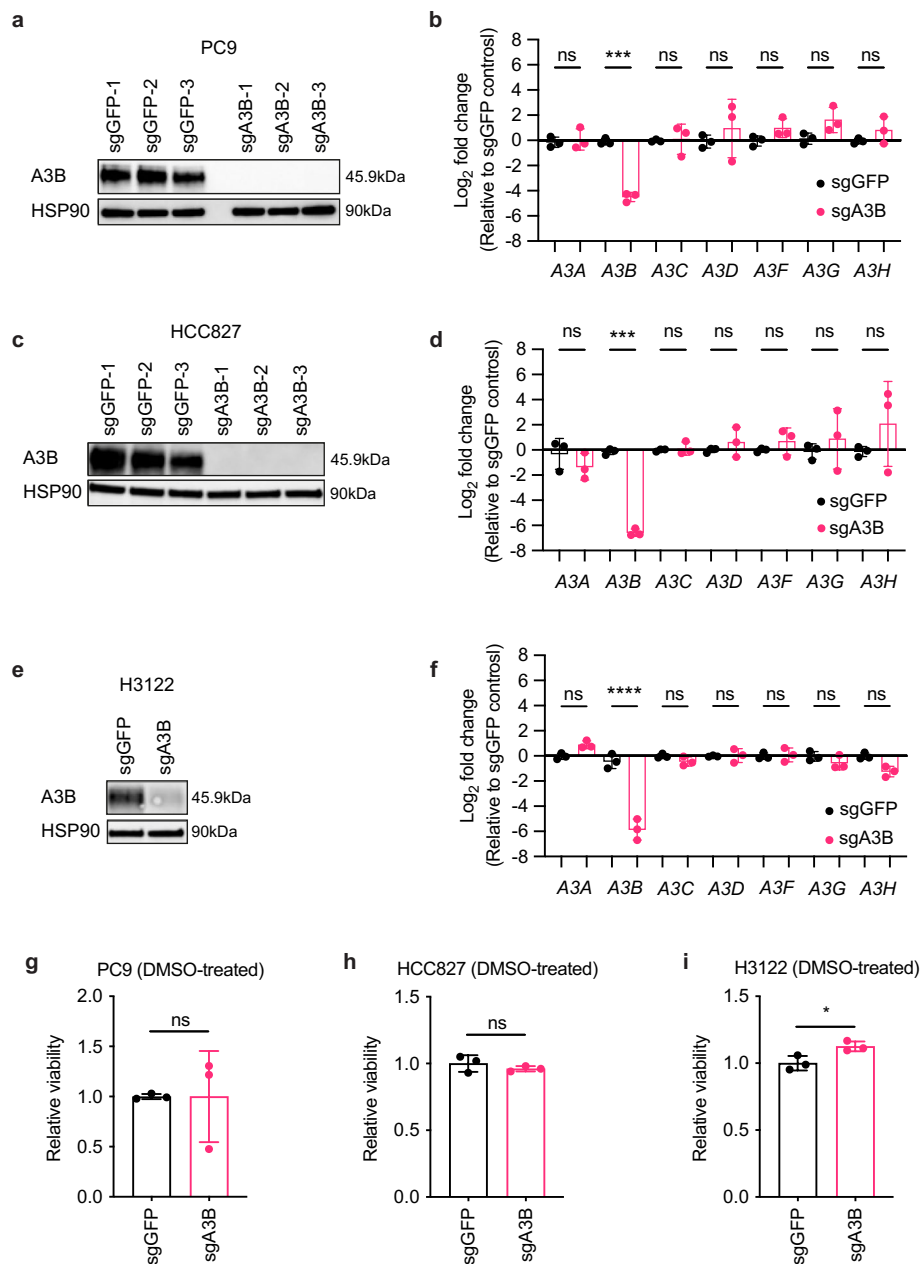 a
PC9
sgGFP-1
sgGFP-2
sgGFP-3
sgA3B-1
sgA3B-2
sgA3B-3
A3B
45.9kDa
HSP90
90kDa
b
Log2 fold change
(Relative to sgGFP controsl)
8
6
4
2
0
-2
-4
-6
-8
ns
***
ns
ns
ns
ns
ns
sgGFP
sgA3B
A3A A3B A3C A3D A3F A3G A3H
c
HCC827
sgGFP-1
sgGFP-2
sgGFP-3
sgA3B-1
sgA3B-2
sgA3B-3
A3B
45.9kDa
HSP90
90kDa
d
Log2 fold change
(Relative to sgGFP controsl)
8
6
4
2
0
-2
-4
-6
-8
ns
***
ns
ns
ns
ns
ns
sgGFP
sgA3B
A3A A3B A3C A3D A3F A3G A3H
e
H3122
sgGFP
sgA3B
A3B
45.9kDa
HSP90
90kDa
f
Log2 fold change
(Relative to sgGFP controsl)
8
6
4
2
0
-2
-4
-6
-8
ns
****
ns
ns
ns
ns
ns
sgGFP
sgA3B
A3A A3B A3C A3D A3F A3G A3H
g
PC9 (DMSO-treated)
Relative viability
2.0
1.5
1.0
0.5
0.0
ns
sgGFP
sgA3B
h
HCC827 (DMSO-treated)
Relative viability
1.5
1.0
0.5
0.0
ns
sgGFP
sgA3B
i
H3122 (DMSO-treated)
Relative viability
1.5
1.0
0.5
0.0
*
sgGFP
sgA3B